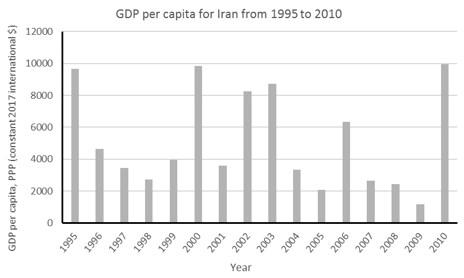 GDP per capita for Iran from 1995 to 2010
GDP per capita, PPP (constant 2017 international $)
12000
10000
8000
6000
4000
2000
0
1995 1996 1997 1998 1999 2000 2001 2002 2003 2004 2005 2006 2007 2008 2009 2010
Year